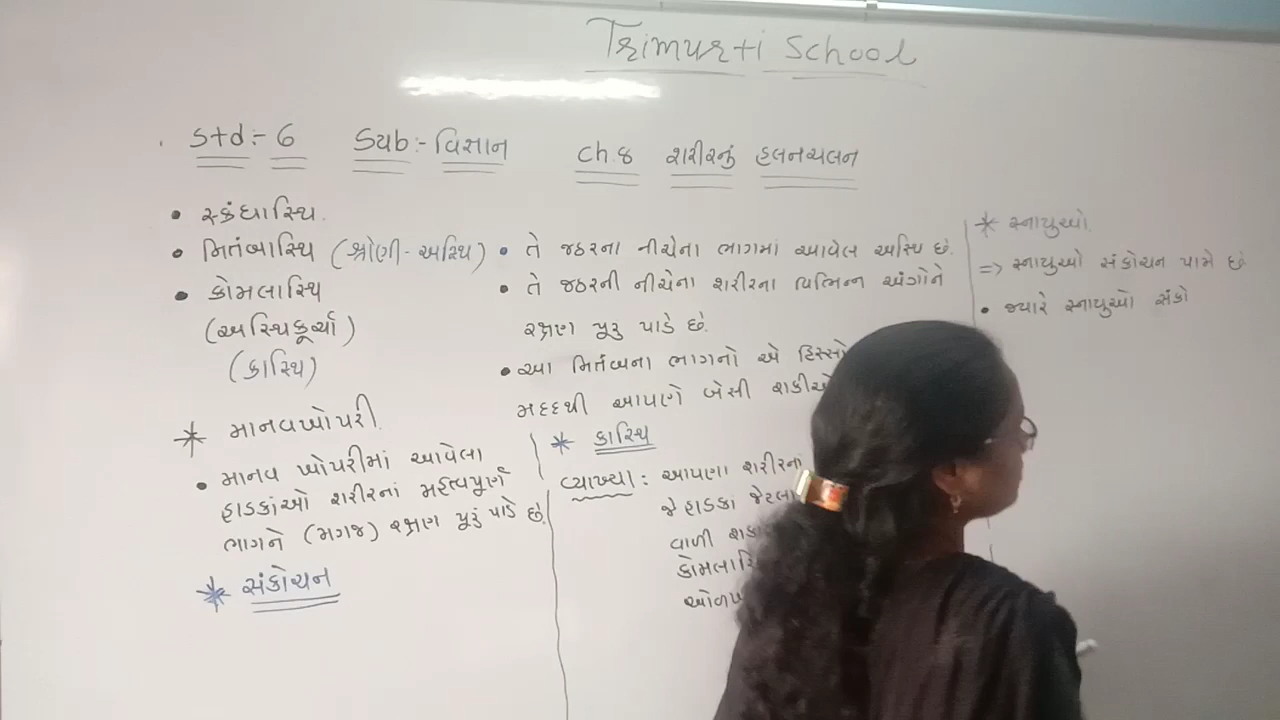 Trimurti School
Std:- 6 Sub:- વિજ્ઞાન Ch.8 શરીરનું હલનચલન
• સ્કંધાસ્થિ.
• નિતંબાસ્થિ (શ્રોણી-અસ્થિ)
• કોમલાસ્થિ
(અસ્થિકૂર્ચા)
(કાસ્થિ)
* માનવખોપરી.
• માનવ ખોપરીમાં આવેલા
હાડકાંઓ શરીરનાં મહત્વપૂર્ણ
ભાગને (મગજ) રક્ષણ પૂરું પાડે છે.
* સંકોચન
• તે જઠરના નીચેના ભાગમાં આવેલ અસ્થિ છે.
• તે જઠરની નીચેના શરીરના વિભિન્ન અંગોને
રક્ષણ પૂરુ પાડે છે.
• આ નિતંબના ભાગનો એ હિસ્સો
મદદથી આપણે બેસી શકીએ
* કાસ્થિ
વ્યાખ્યા : આપણા શરીરનાં
જે હાડકાં જેટલા
વાળી
* સ્નાયુઓ.
=> સ્નાયુઓ સંકોચન પામે છે
• જ્યારે સ્નાયુઓ સંકો